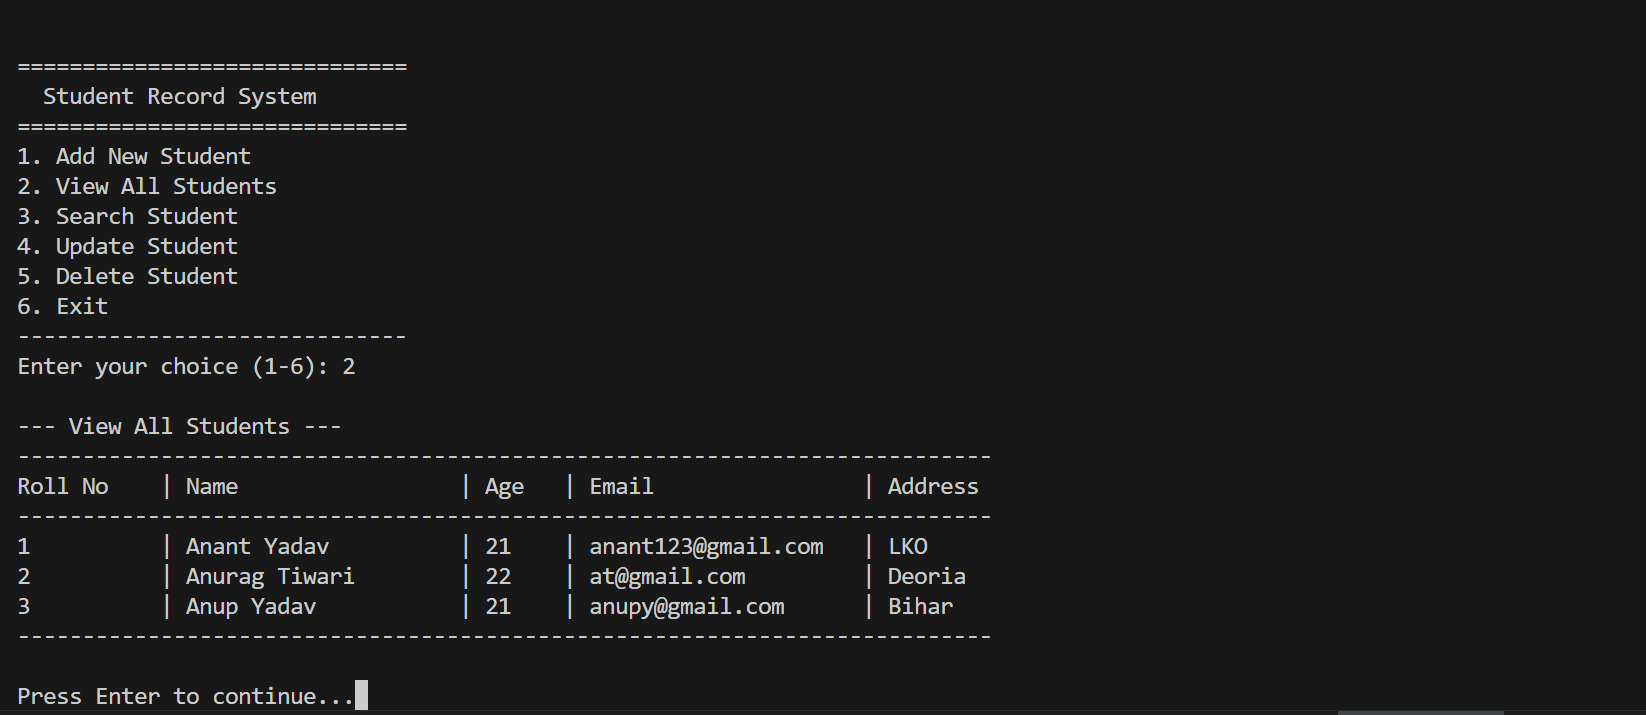 ==============================
  Student Record System
==============================
1. Add New Student
2. View All Students
3. Search Student
4. Update Student
5. Delete Student
6. Exit
------------------------------
Enter your choice (1-6): 2

--- View All Students ---
---------------------------------------------------------------------------
Roll No    | Name                 | Age   | Email                | Address
---------------------------------------------------------------------------
1          | Anant Yadav          | 21    | anant123@gmail.com   | LKO
2          | Anurag Tiwari        | 22    | at@gmail.com         | Deoria
3          | Anup Yadav           | 21    | anupy@gmail.com      | Bihar
---------------------------------------------------------------------------

Press Enter to continue...